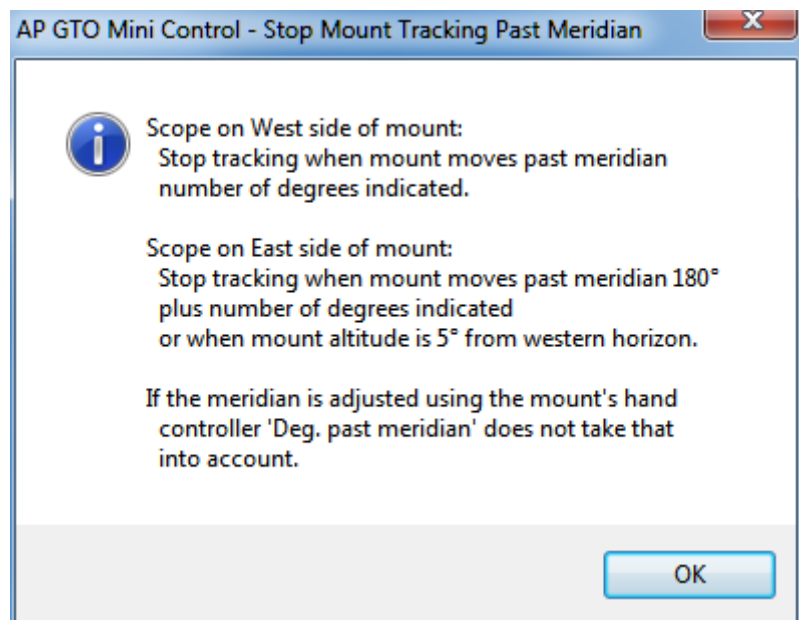 AP GTO Mini Control - Stop Mount Tracking Past Meridian
Scope on West side of mount:
Stop tracking when mount moves past meridian
number of degrees indicated.
Scope on East side of mount:
Stop tracking when mount moves past meridian 180°
plus number of degrees indicated
or when mount altitude is 5° from western horizon.
If the meridian is adjusted using the mount's hand
controller 'Deg. past meridian' does not take that
into account.
OK